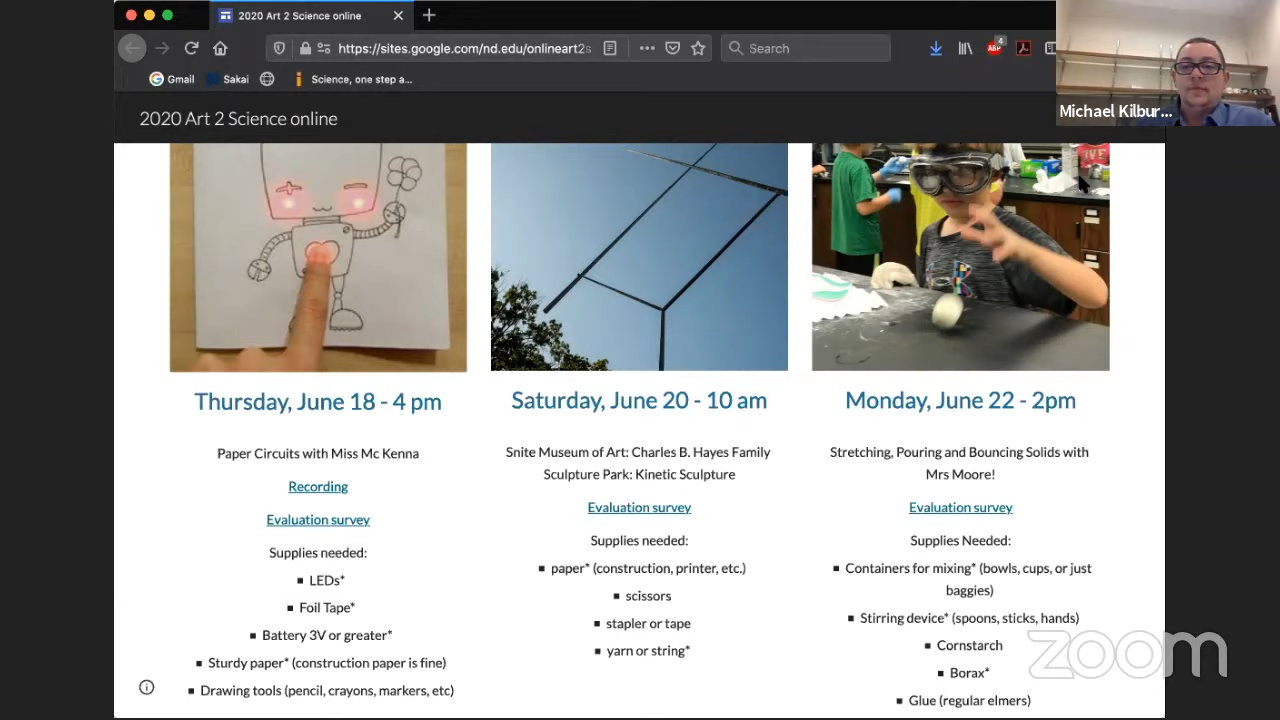 2020 Art 2 Science online
https://sites.google.com/nd.edu/onlineart2s
Search
4
ABP
Gmail
Sakai
Science, one step a...
Michael Kilbur...
2020 Art 2 Science online
Thursday, June 18 - 4 pm
Paper Circuits with Miss Mc Kenna
Recording
Evaluation survey
Supplies needed:
LEDs*
Foil Tape*
Battery 3V or greater*
Sturdy paper* (construction paper is fine)
Drawing tools (pencil, crayons, markers, etc)
Saturday, June 20 - 10 am
Snite Museum of Art: Charles B. Hayes Family
Sculpture Park: Kinetic Sculpture
Evaluation survey
Supplies needed:
paper* (construction, printer, etc.)
scissors
stapler or tape
yarn or string*
Monday, June 22 - 2pm
Stretching, Pouring and Bouncing Solids with
Mrs Moore!
Evaluation survey
Supplies Needed:
Containers for mixing* (bowls, cups, or just
baggies)
Stirring device* (spoons, sticks, hands)
Cornstarch
Borax*
Glue (regular elmers)
zoom